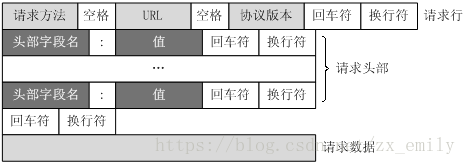 请求方法 空格 URL 空格 协议版本 回车符 换行符 请求行
头部字段名 : 值 回车符 换行符
... 请求头部
头部字段名 : 值 回车符 换行符
回车符 换行符
请求数据